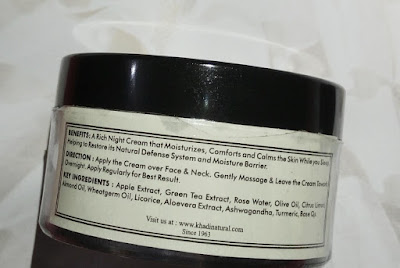 BENEFITS: A Rich Night Cream that Moisturizes, Comforts and Calms the Skin While you
Helping to Restore its Natural Defense System and Moisture Barrier.
DIRECTION : Apply the Cream over Face & Neck. Gently Massage & Leave the Cream
Overnight. Apply Regularly for Best Result.
KEY INGREDIENTS : Apple Extract, Green Tea Extract, Rose Water, Olive Oil, Citrus
Almond Oil, Wheatgerm Oil, Licorice, Aloevera Extract, Ashwagandha, Turmeric, Base
Visit us at : www.khadinatural.com
Since 1963